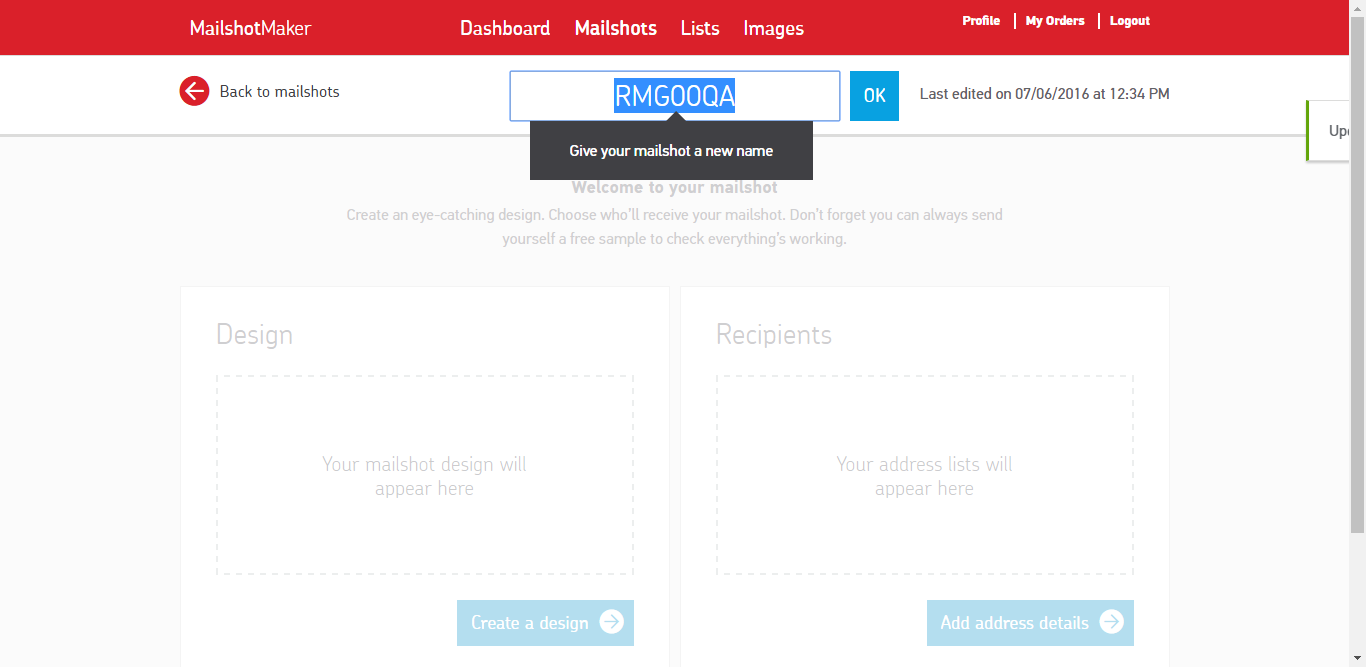 MailshotMaker
Dashboard Mailshots Lists Images
Profile My Orders Logout
Back to mailshots
RMG00QA
OK
Last edited on 07/06/2016 at 12:34 PM
Give your mailshot a new name
Welcome to your mailshot
Create an eye-catching design. Choose who'll receive your mailshot. Don't forget you can always send
yourself a free sample to check everything's working.
Design
Your mailshot design will
appear here
Create a design
Recipients
Your address lists will
appear here
Add address details